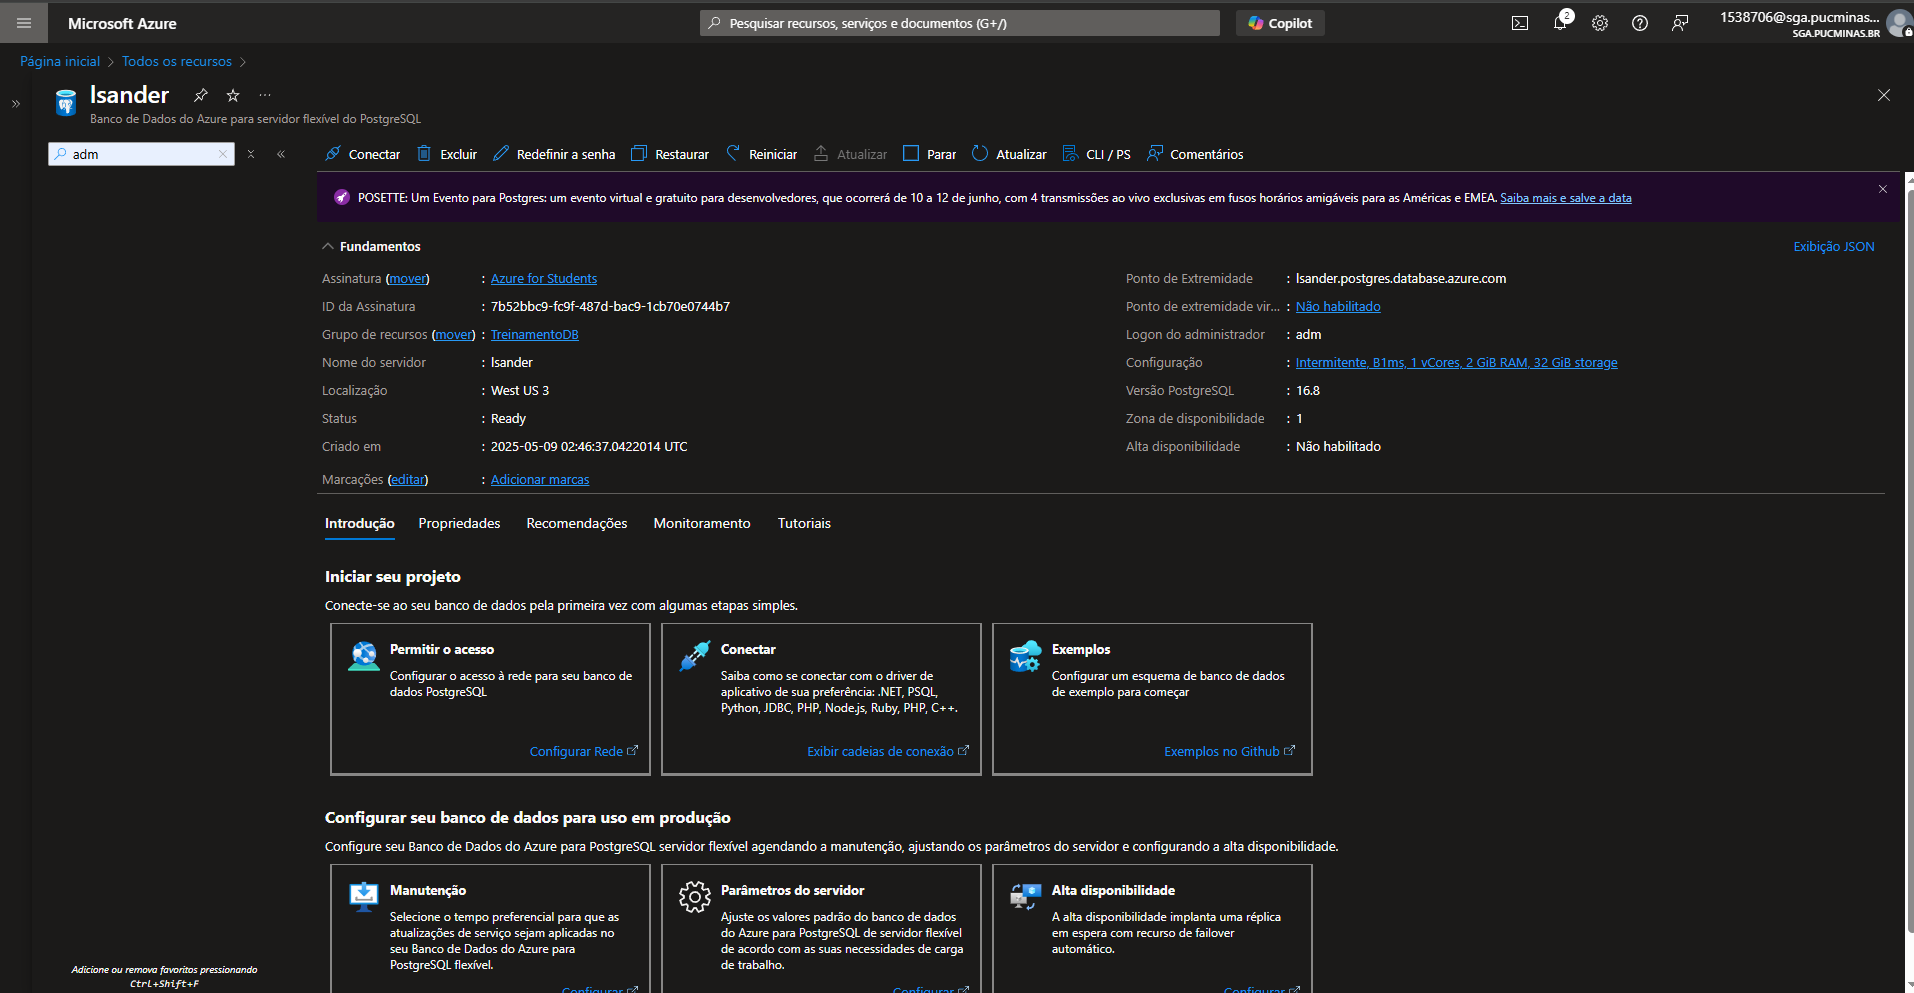 Microsoft Azure
Pesquisar recursos, serviços e documentos (G+/)
Copilot
2
1538706@sga.pucminas...
SGA.PUCMINAS.BR
Página inicial > Todos os recursos >
lsander
Banco de Dados do Azure para servidor flexível do PostgreSQL
adm
Conectar Excluir Redefinir a senha Restaurar Reiniciar Atualizar Parar Atualizar CLI / PS Comentários
POSETTE: Um Evento para Postgres: um evento virtual e gratuito para desenvolvedores, que ocorrerá de 10 a 12 de junho, com 4 transmissões ao vivo exclusivas em fusos horários amigáveis para as Américas e EMEA. Saiba mais e salve a data
Fundamentos
Exibição JSON
Assinatura (mover) : Azure for Students
ID da Assinatura : 7b52bbc9-fc9f-487d-bac9-1cb70e0744b7
Grupo de recursos (mover) : TreinamentoDB
Nome do servidor : lsander
Localização : West US 3
Status : Ready
Criado em : 2025-05-09 02:46:37.0422014 UTC
Marcações (editar) : Adicionar marcas
Ponto de Extremidade : lsander.postgres.database.azure.com
Ponto de extremidade vir... : Não habilitado
Logon do administrador : adm
Configuração : Intermitente, B1ms, 1 vCores, 2 GiB RAM, 32 GiB storage
Versão PostgreSQL : 16.8
Zona de disponibilidade : 1
Alta disponibilidade : Não habilitado
Introdução Propriedades Recomendações Monitoramento Tutoriais
Iniciar seu projeto
Conecte-se ao seu banco de dados pela primeira vez com algumas etapas simples.
Permitir o acesso
Configurar o acesso à rede para seu banco de
dados PostgreSQL
Configurar Rede
Conectar
Saiba como se conectar com o driver de
aplicativo de sua preferência: .NET, PSQL,
Python, JDBC, PHP, Node.js, Ruby, PHP, C++.
Exibir cadeias de conexão
Exemplos
Configurar um esquema de banco de dados
de exemplo para começar
Exemplos no Github
Configurar seu banco de dados para uso em produção
Configure seu Banco de Dados do Azure para PostgreSQL servidor flexível agendando a manutenção, ajustando os parâmetros do servidor e configurando a alta disponibilidade.
Manutenção
Selecione o tempo preferencial para que as
atualizações de serviço sejam aplicadas no
seu Banco de Dados do Azure para
PostgreSQL flexível.
Configurar
Parâmetros do servidor
Ajuste os valores padrão do banco de dados
do Azure para PostgreSQL de servidor flexível
de acordo com as suas necessidades de carga
de trabalho.
Configurar
Alta disponibilidade
A alta disponibilidade implanta uma réplica
em espera com recurso de failover
automático.
Configurar
Adicione ou remova favoritos pressionando
Ctrl+Shift+F